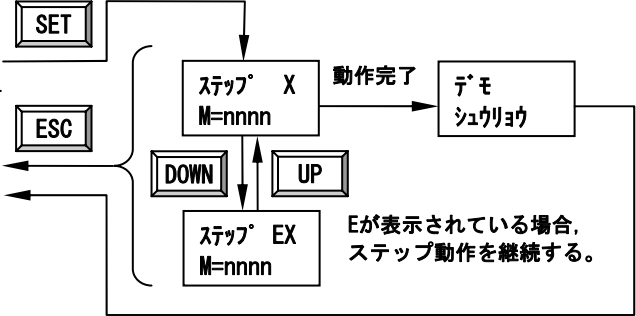 SET
ｽﾃｯﾌﾟ X
M=nnnn
動作完了
ﾃﾞﾓ
ｼｭｳﾘｮｳ
ESC
DOWN
UP
ｽﾃｯﾌﾟ EX
M=nnnn
Eが表示されている場合,
ステップ動作を継続する。